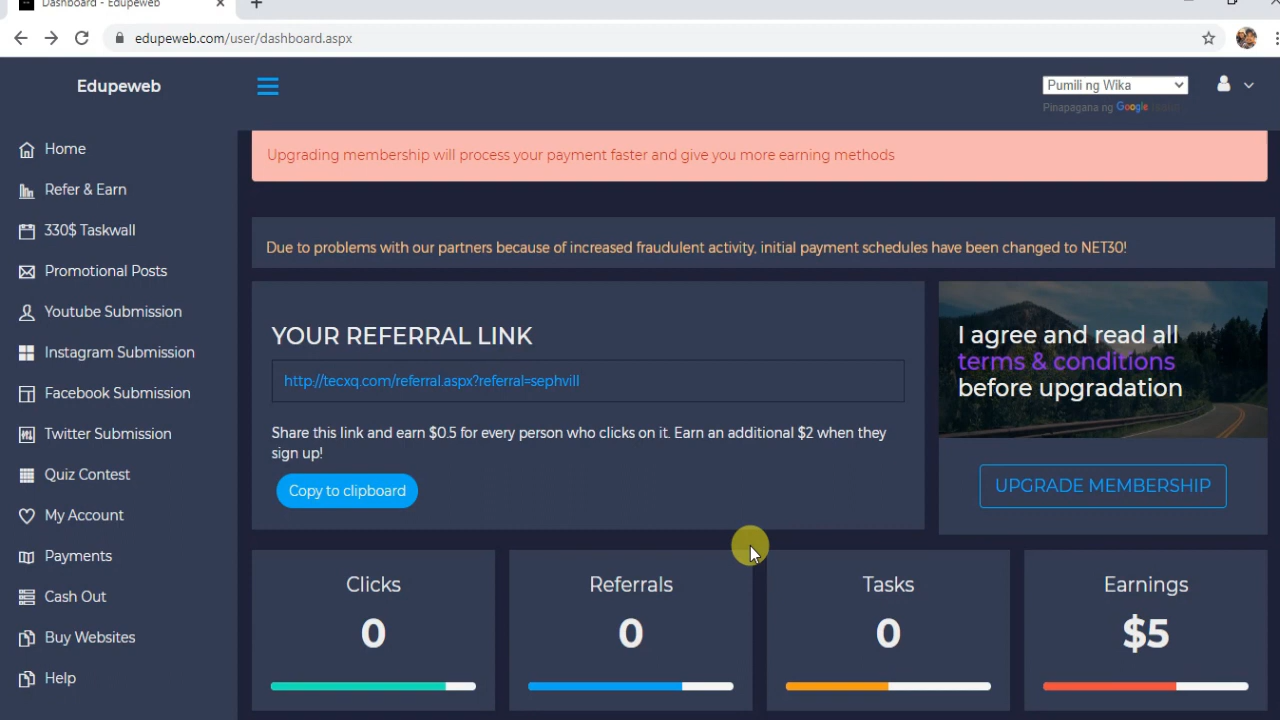 Dashboard - Edupeweb
edupeweb.com/user/dashboard.aspx
Edupeweb
Pumili ng Wika
Pinapagana ng Google
Home
Refer & Earn
330$ Taskwall
Promotional Posts
Youtube Submission
Instagram Submission
Facebook Submission
Twitter Submission
Quiz Contest
My Account
Payments
Cash Out
Buy Websites
Help
Upgrading membership will process your payment faster and give you more earning methods
Due to problems with our partners because of increased fraudulent activity, initial payment schedules have been changed to NET30!
YOUR REFERRAL LINK
http://tecxq.com/referral.aspx?referral=sephvill
Share this link and earn $0.5 for every person who clicks on it. Earn an additional $2 when they
sign up!
Copy to clipboard
I agree and read all
terms & conditions
before upgradation
UPGRADE MEMBERSHIP
Clicks
0
Referrals
0
Tasks
0
Earnings
$5